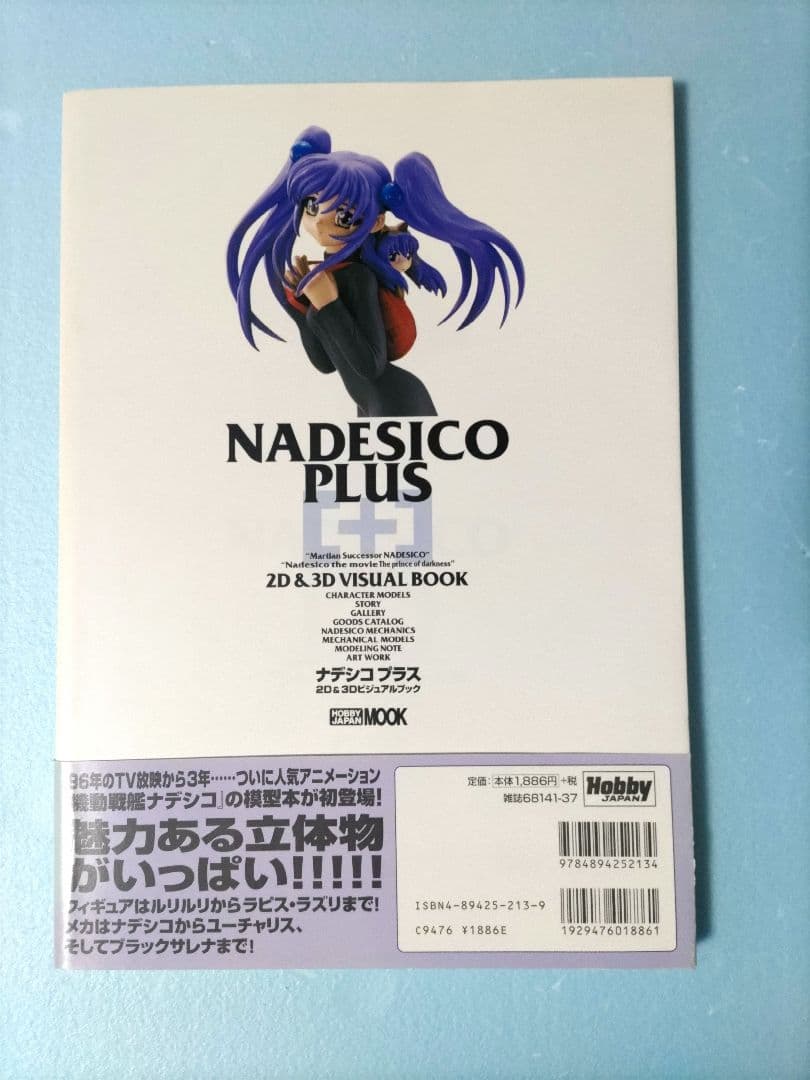 NADESICO
PLUS
[+]
"Martian Successor NADESICO"
"Nadesico the movie The prince of darkness"
2D & 3D VISUAL BOOK
CHARACTER MODELS
STORY
GALLERY
GOODS CATALOG
NADESICO MECHANICS
MECHANICAL MODELS
MODELING NOTE
ART WORK
ナデシコ プラス
2D&3Dビジュアルブック
HOBBY JAPAN MOOK
96年のTV放映から3年……ついに人気アニメーション
『機動戦艦ナデシコ』の模型本が初登場!
魅力ある立体物
がいっぱい!!!!!
フィギュアはルリルリからラピス・ラズリまで!
メカはナデシコからユーチャリス、
そしてブラックサレナまで!
定価:本体1,886円+税
雑誌68141-37
Hobby
JAPAN
9784894252134
ISBN4-89425-213-9
C9476 ¥1886E
1929476018861